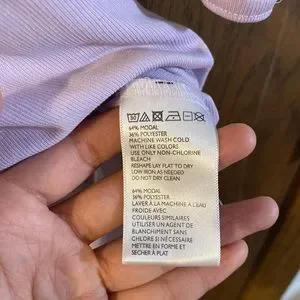 30
64% MODAL
36% POLYESTER
MACHINE WASH COLD
WITH LIKE COLORS
USE ONLY NON-CHLORINE
BLEACH
RESHAPE LAY FLAT TO DRY
LOW IRON AS NEEDED
DO NOT DRY CLEAN
64% MODAL
36% POLYESTER
LAVER À LA MACHINE À L'EAU
FROIDE AVEC
COULEURS SIMILAIRES
UTILISER UN AGENT DE
BLANCHIMENT SANS
CHLORE SI NÉCESSAIRE
METTRE EN FORME ET
SECHER À PLAT